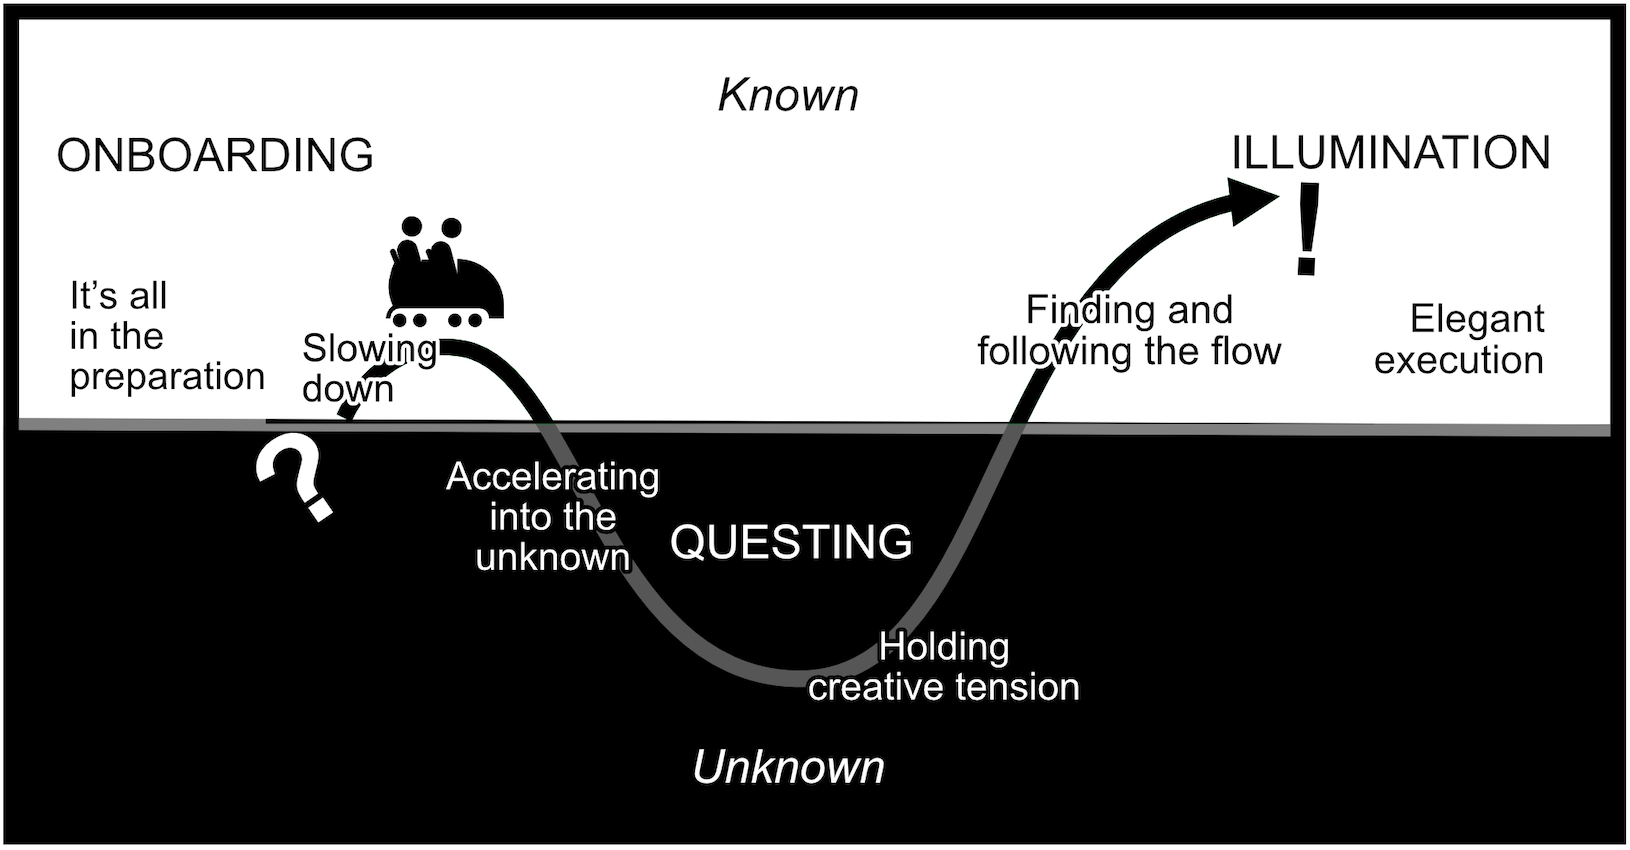 Known
ONBOARDING
ILLUMINATION
!
It’s all
in the
preparation
Slowing
down
Finding and
following the flow
Elegant
execution
?
Accelerating
into the
unknown
QUESTING
Holding
creative tension
Unknown